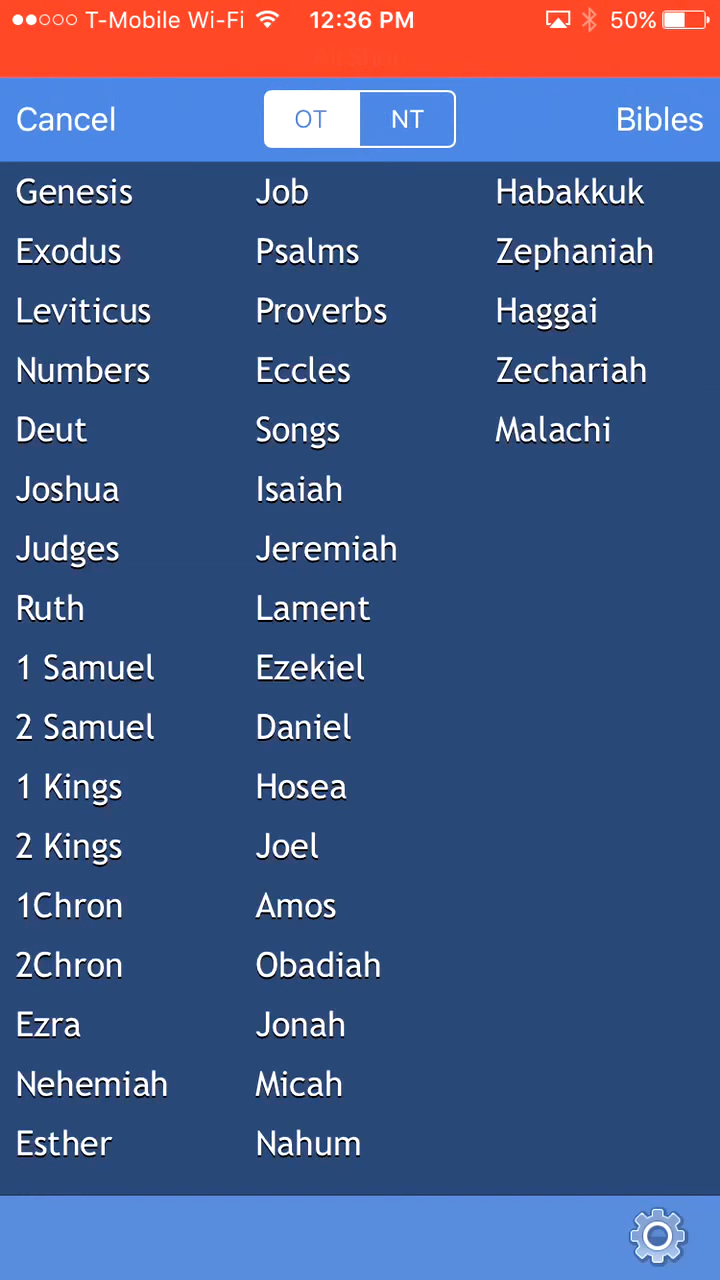 T-Mobile Wi-Fi 12:36 PM 50%
Cancel OT NT Bibles
Genesis Job Habakkuk
Exodus Psalms Zephaniah
Leviticus Proverbs Haggai
Numbers Eccles Zechariah
Deut Songs Malachi
Joshua Isaiah
Judges Jeremiah
Ruth Lament
1 Samuel Ezekiel
2 Samuel Daniel
1 Kings Hosea
2 Kings Joel
1Chron Amos
2Chron Obadiah
Ezra Jonah
Nehemiah Micah
Esther Nahum